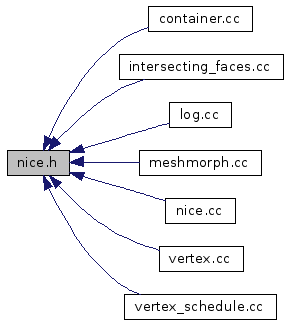 container.cc
intersecting_faces.cc
log.cc
nice.h
meshmorph.cc
nice.cc
vertex.cc
vertex_schedule.cc